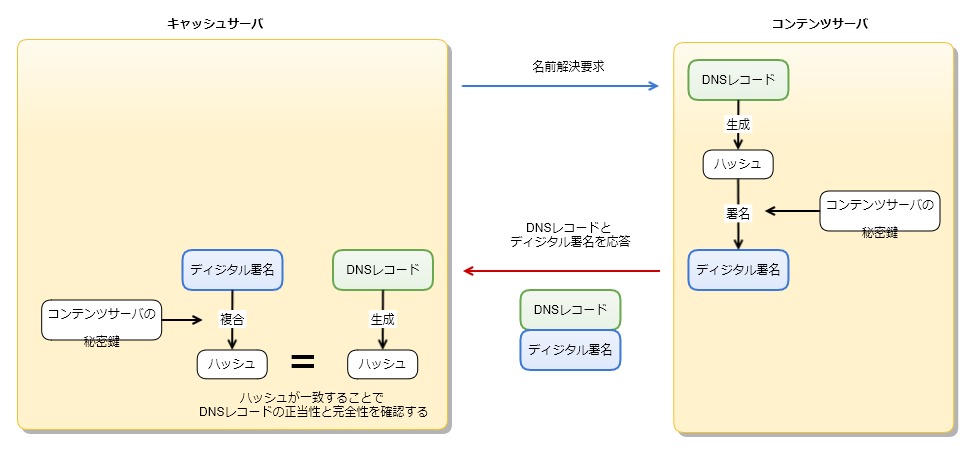 キャッシュサーバ
コンテンツサーバ
名前解決要求
DNSレコード
生成
ハッシュ
署名
コンテンツサーバの
秘密鍵
ディジタル署名
DNSレコードと
ディジタル署名を応答
DNSレコード
ディジタル署名
ディジタル署名
DNSレコード
コンテンツサーバの
秘密鍵
複合
生成
ハッシュ
=
ハッシュ
ハッシュが一致することで
DNSレコードの正当性と完全性を確認する